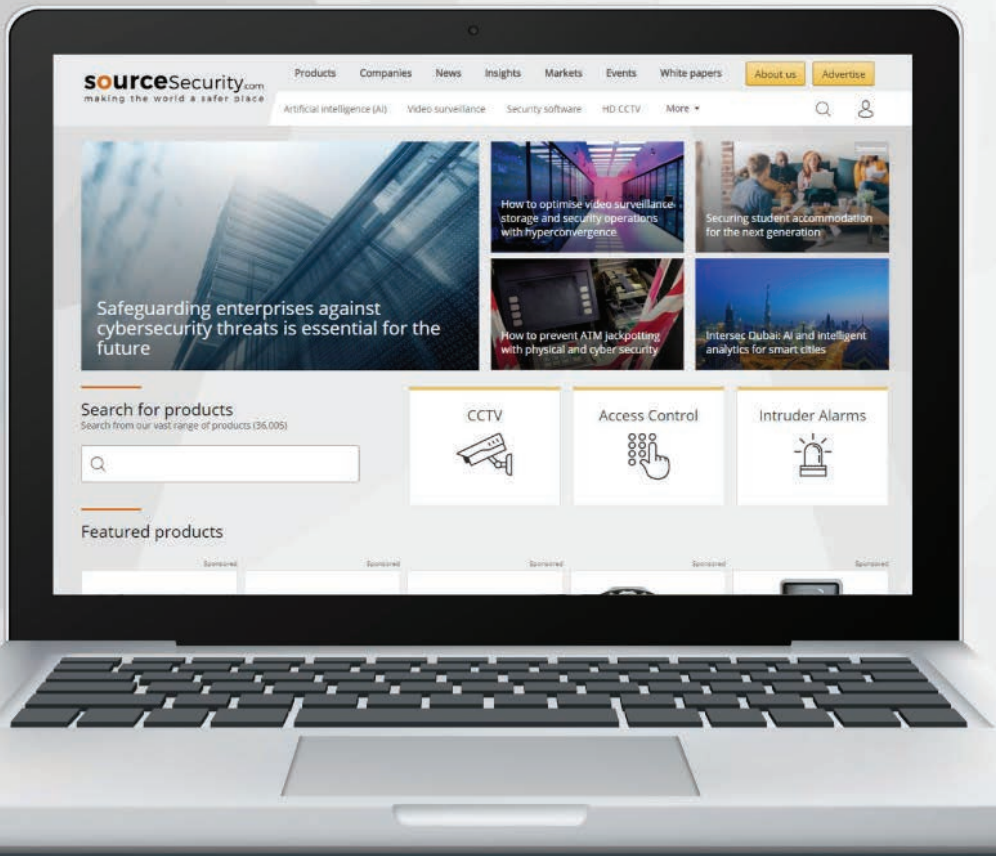 sourceSecurity.com
making the world a safer place
Products Companies News Insights Markets Events White papers About us Advertise
Artificial intelligence (AI) Video surveillance Security software HD CCTV More
Safeguarding enterprises against
cybersecurity threats is essential for the
future
How to optimise video surveillance
storage and security operations
with hyperconvergence
Sponsored
Securing student accommodation
for the next generation
How to prevent ATM jackpotting
with physical and cyber security
Intersec Dubai: AI and intelligent
analytics for smart cities
Search for products
Search from our vast range of products (36,005)
CCTV
Access Control
Intruder Alarms
Featured products
Sponsored Sponsored Sponsored Sponsored Sponsored